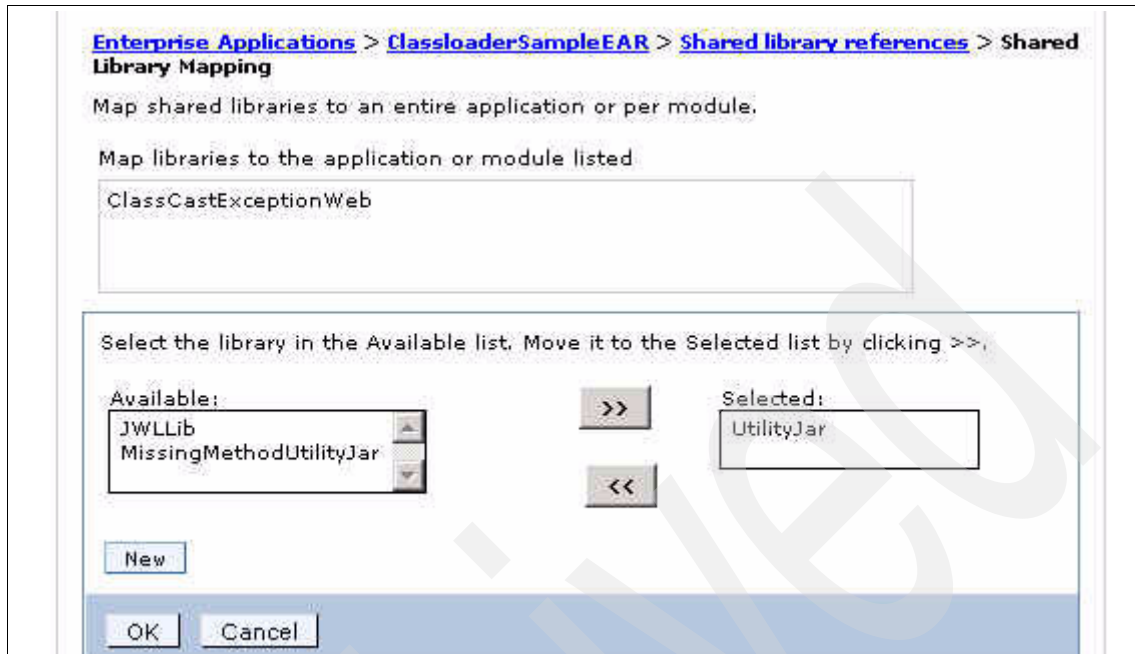 Enterprise Applications > ClassloaderSampleEAR > Shared library references > Shared
Library Mapping
Map shared libraries to an entire application or per module.
Map libraries to the application or module listed
ClassCastExceptionWeb
Select the library in the Available list. Move it to the Selected list by clicking >>.
Available:
JWLLib
MissingMethodUtilityJar
>>
<<
Selected:
UtilityJar
New
OK Cancel